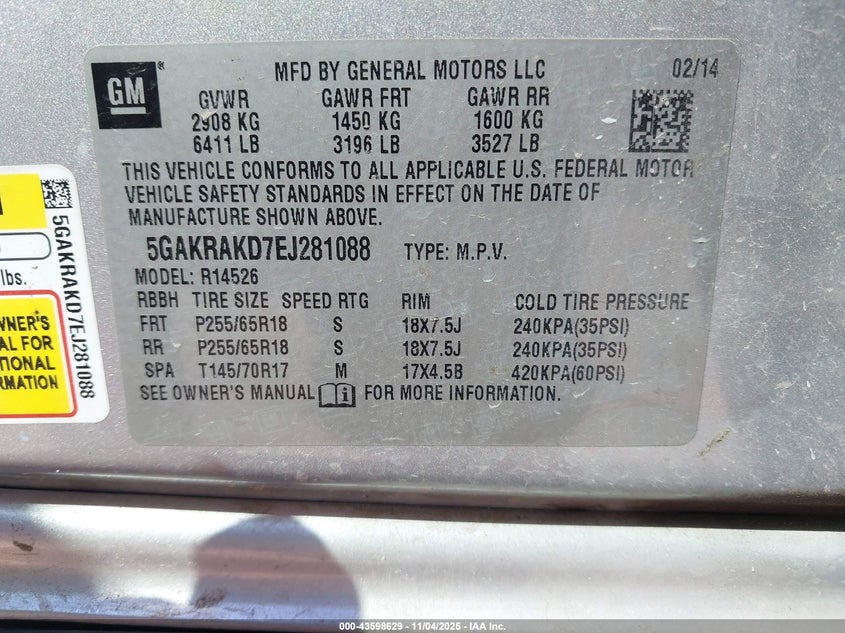 GM
MFD BY GENERAL MOTORS LLC
02/14
GVWR GAWR FRT GAWR RR
2908 KG 1450 KG 1600 KG
6411 LB 3196 LB 3527 LB
THIS VEHICLE CONFORMS TO ALL APPLICABLE U.S. FEDERAL MOTOR
VEHICLE SAFETY STANDARDS IN EFFECT ON THE DATE OF
MANUFACTURE SHOWN ABOVE.
5GAKRAKD7EJ281088 TYPE: M.P.V.
MODEL: R14526
RBBH TIRE SIZE SPEED RTG RIM COLD TIRE PRESSURE
FRT P255/65R18 S 18X7.5J 240KPA(35PSI)
RR P255/65R18 S 18X7.5J 240KPA(35PSI)
SPA T145/70R17 M 17X4.5B 420KPA(60PSI)
SEE OWNER'S MANUAL FOR MORE INFORMATION.
5GAKRAKD7EJ281088
lbs.
WNER'S
AL FOR
TIONAL
RMATION
000-43598629 - 11/04/2025 - IAA Inc.